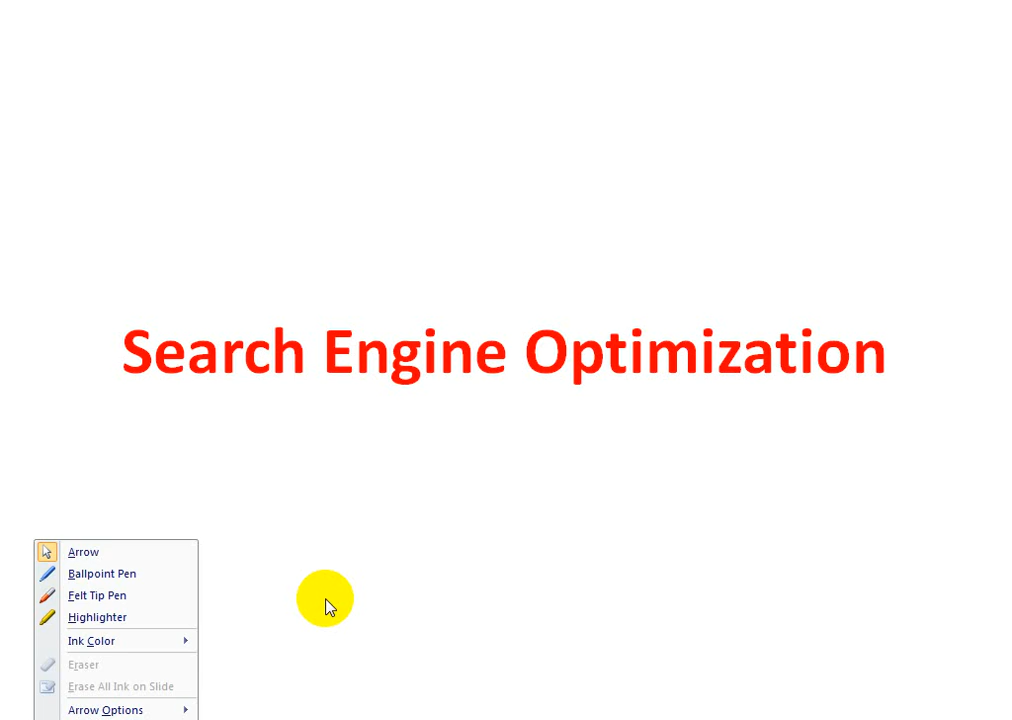 Search Engine Optimization
Arrow
Ballpoint Pen
Felt Tip Pen
Highlighter
Ink Color
Eraser
Erase All Ink on Slide
Arrow Options